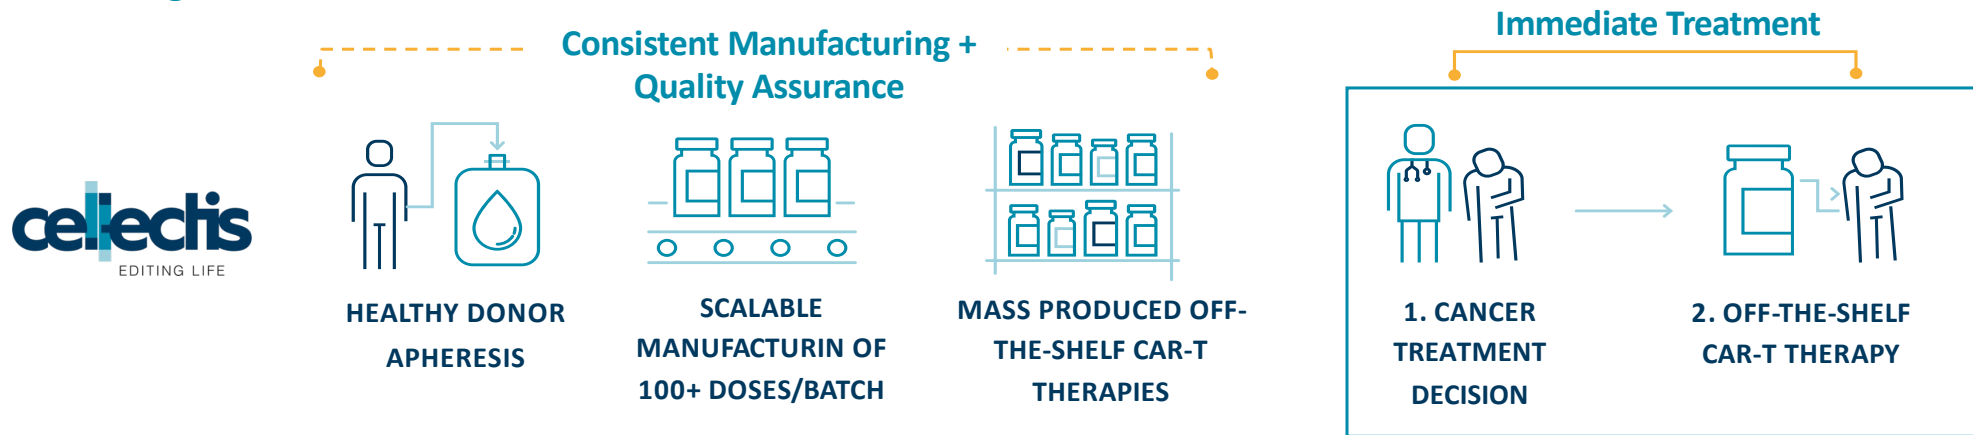 Consistent Manufacturing +
Quality Assurance
Immediate Treatment
cellectis
EDITING LIFE
HEALTHY DONOR
APHERESIS
SCALABLE
MANUFACTURIN OF
100+ DOSES/BATCH
MASS PRODUCED OFF-
THE-SHELF CAR-T
THERAPIES
1. CANCER
TREATMENT
DECISION
2. OFF-THE-SHELF
CAR-T THERAPY